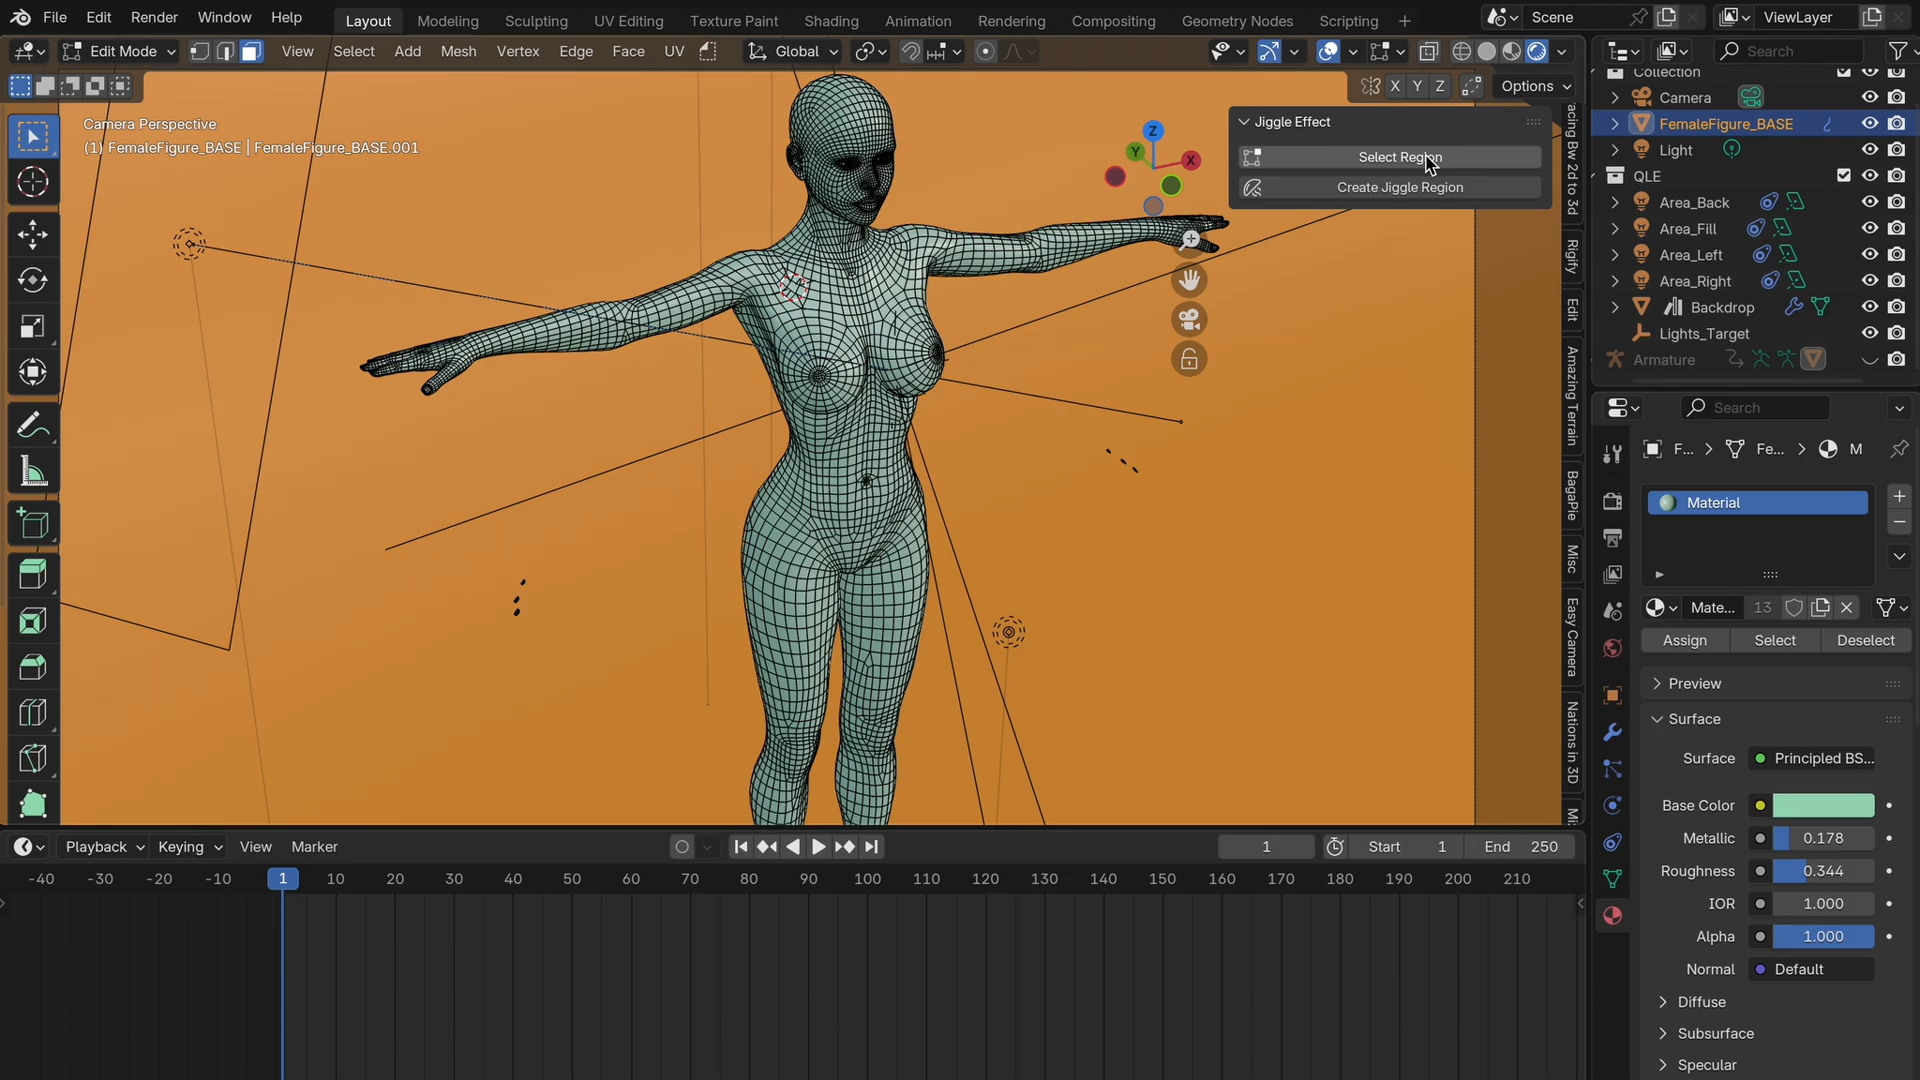 File Edit Render Window Help Layout Modeling Sculpting UV Editing Texture Paint Shading Animation Rendering Compositing Geometry Nodes Scripting + Scene ViewLayer
Edit Mode View Select Add Mesh Vertex Edge Face UV Global Search
X Y Z Options
Camera Perspective
(1) FemaleFigure_BASE | FemaleFigure_BASE.001
Z
Y
X
Jiggle Effect
Select Region
Create Jiggle Region
acing Bw 2d to 3d
Rigify
Edit
Amazing Terrain
BagaPie
Misc
Easy Camera
Nations in 3D
Mi
Collection
Camera
FemaleFigure_BASE
Light
QLE
Area_Back
Area_Fill
Area_Left
Area_Right
Backdrop
Lights_Target
Armature
Search
F... Fe... M
Material
Mate... 13
Assign Select Deselect
Preview
Surface
Surface Principled BS...
Base Color
Metallic 0.178
Roughness 0.344
IOR 1.000
Alpha 1.000
Normal Default
Diffuse
Subsurface
Specular
Playback Keying View Marker 1 Start 1 End 250
-40 -30 -20 -10 1 10 20 30 40 50 60 70 80 90 100 110 120 130 140 150 160 170 180 190 200 210